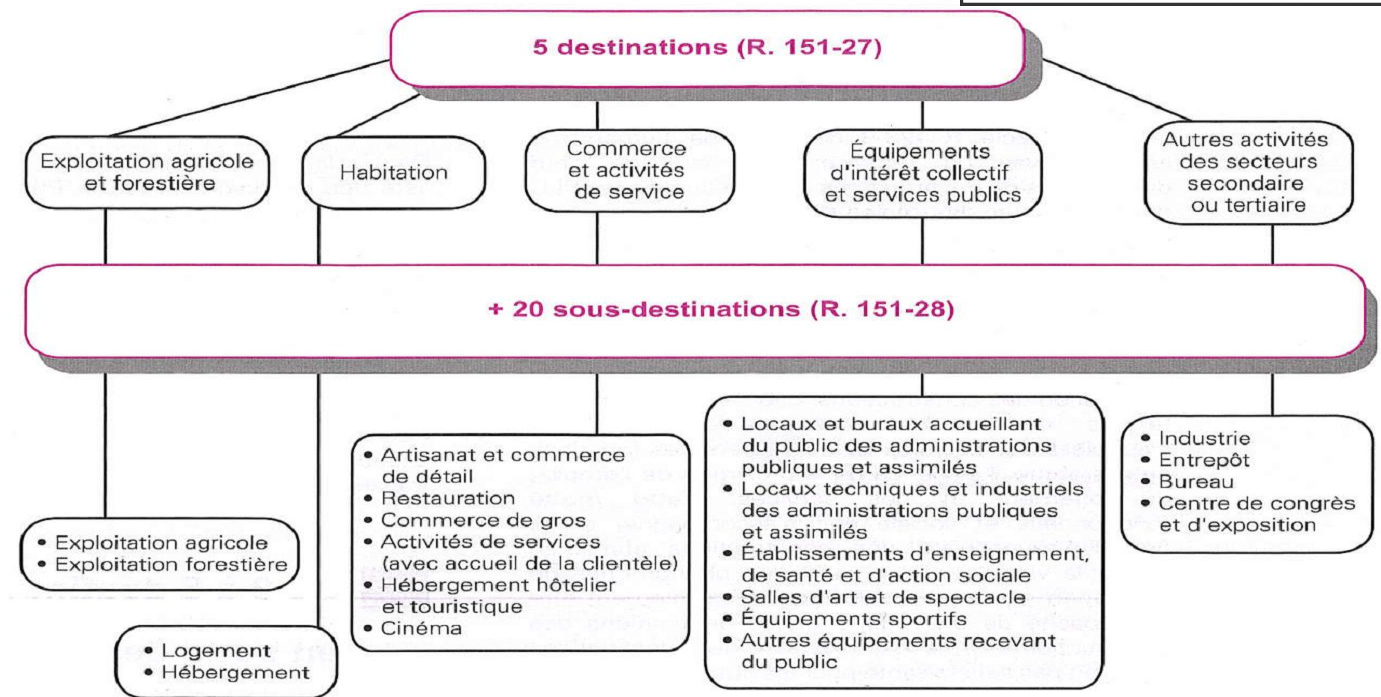 5 destinations (R. 151-27)
Exploitation agricole
et forestière
Habitation
Commerce
et activités
de service
Équipements
d'intérêt collectif
et services publics
Autres activités
des secteurs
secondaire
ou tertiaire
+ 20 sous-destinations (R. 151-28)
• Exploitation agricole
• Exploitation forestière
• Logement
• Hébergement
• Artisanat et commerce
de détail
• Restauration
• Commerce de gros
• Activités de services
(avec accueil de la clientèle)
• Hébergement hôtelier
et touristique
• Cinéma
• Locaux et buraux accueillant
du public des administrations
publiques et assimilés
• Locaux techniques et industriels
des administrations publiques
et assimilés
• Établissements d'enseignement,
de santé et d'action sociale
• Salles d'art et de spectacle
• Équipements sportifs
• Autres équipements recevant
du public
• Industrie
• Entrepôt
• Bureau
• Centre de congrès
et d'exposition